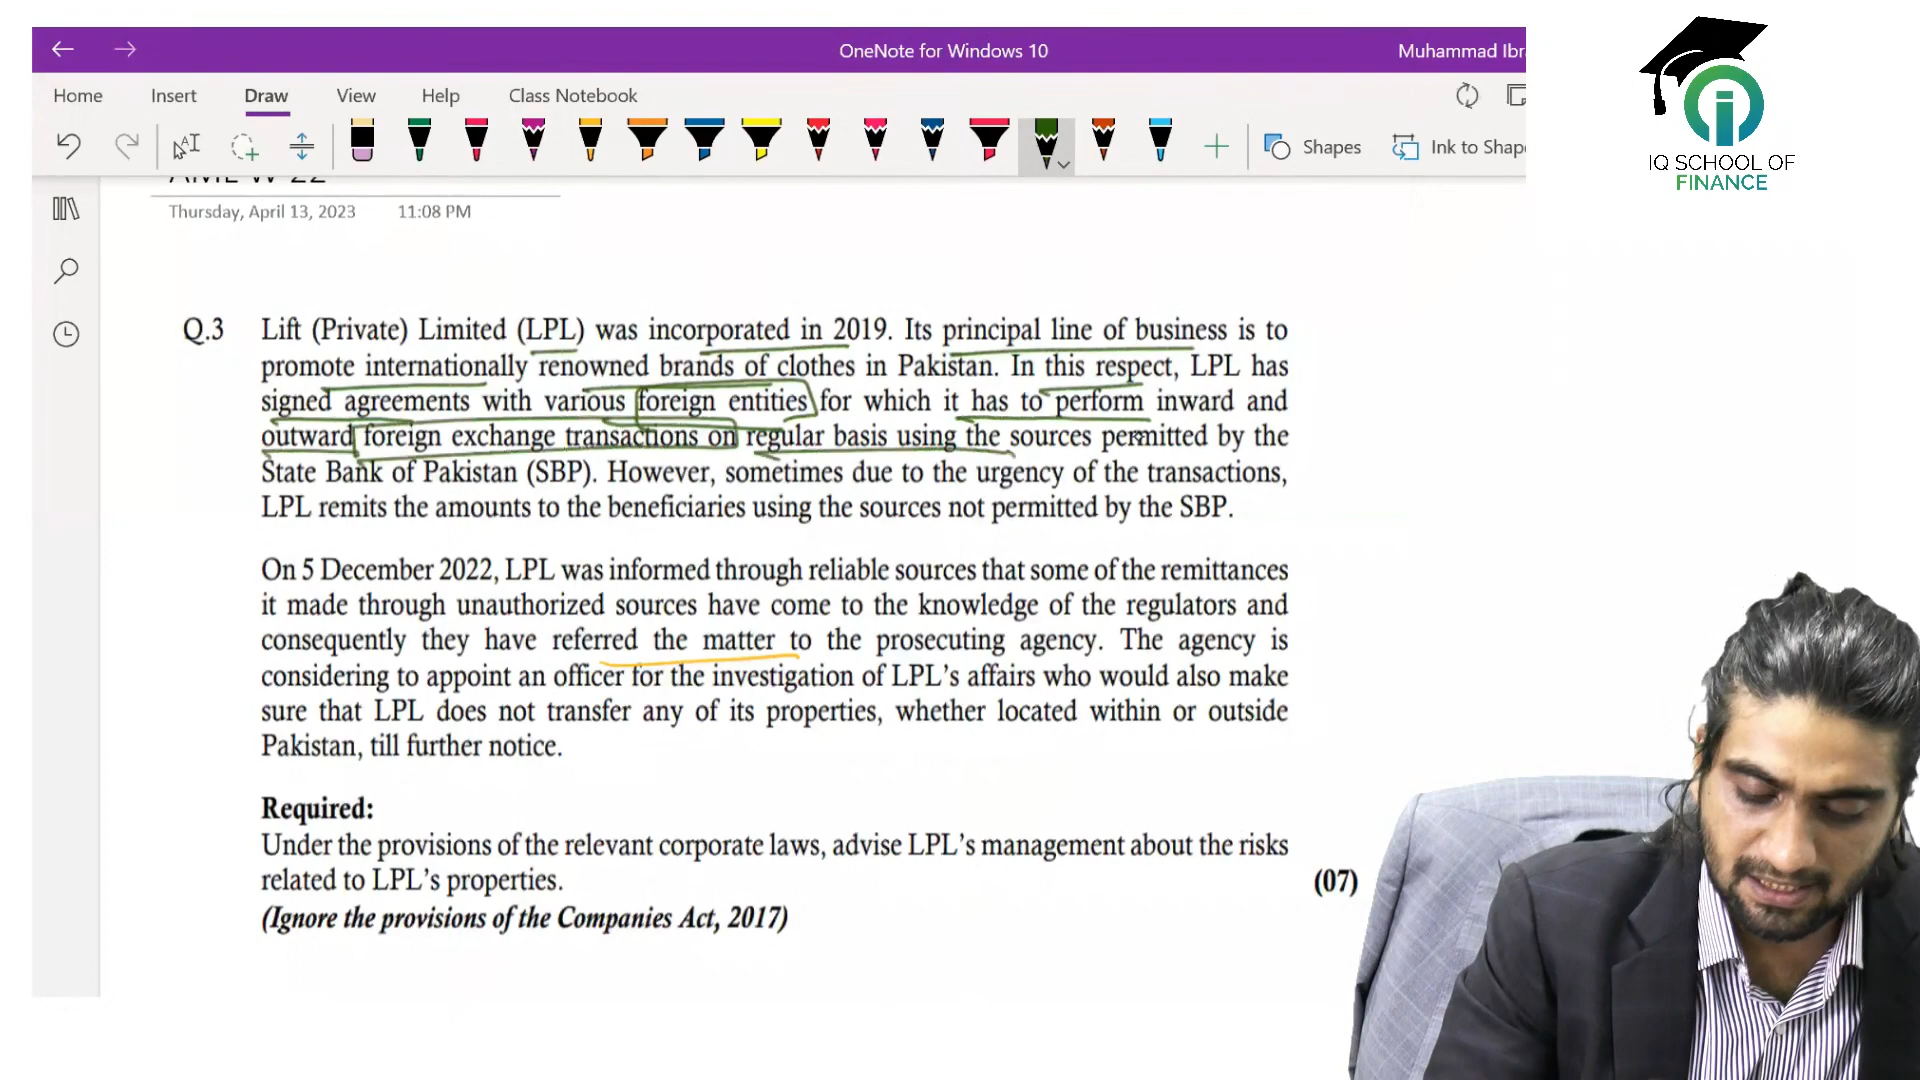 OneNote for Windows 10
Muhammad Ibr
Home Insert Draw View Help Class Notebook
Shapes Ink to Shap
IQ SCHOOL OF
FINANCE
Thursday, April 13, 2023 11:08 PM
Q.3 Lift (Private) Limited (LPL) was incorporated in 2019. Its principal line of business is to
promote internationally renowned brands of clothes in Pakistan. In this respect, LPL has
signed agreements with various foreign entities for which it has to perform inward and
outward foreign exchange transactions on regular basis using the sources permitted by the
State Bank of Pakistan (SBP). However, sometimes due to the urgency of the transactions,
LPL remits the amounts to the beneficiaries using the sources not permitted by the SBP.
On 5 December 2022, LPL was informed through reliable sources that some of the remittances
it made through unauthorized sources have come to the knowledge of the regulators and
consequently they have referred the matter to the prosecuting agency. The agency is
considering to appoint an officer for the investigation of LPL's affairs who would also make
sure that LPL does not transfer any of its properties, whether located within or outside
Pakistan, till further notice.
Required:
Under the provisions of the relevant corporate laws, advise LPL's management about the risks
related to LPL's properties. (07)
(Ignore the provisions of the Companies Act, 2017)